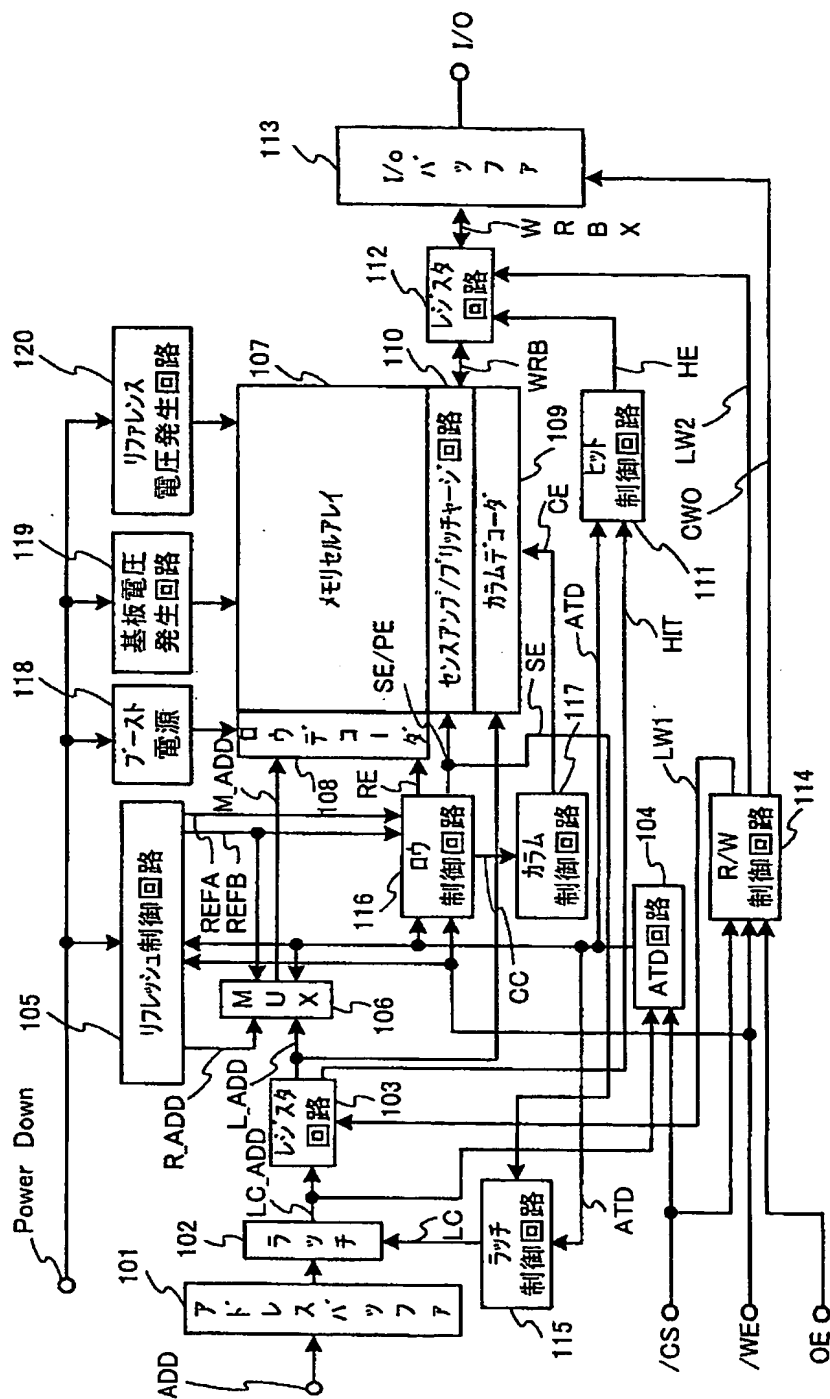 Power Down
105
リフレッシュ制御回路
118
ブースト
電源
119
基板電圧
発生回路
120
リファレンス
電圧発生回路
R_ADD
REFA
REFB
M_ADD
ADD
101
アドレスバッファ
102
ラッチ
LC_ADD
LC
L_ADD
レジスタ
回路
103
MUX
106
116
ロウ
制御回路
RE
108
ロウデコーダ
メモリセルアレイ
107
SE/PE
センスアンプ/プリッチャージ回路
110
カラムデコーダ
109
WRB
112
レジスタ
回路
WRBX
113
I/oバッファ
I/O
CC
カラム
制御回路
117
SE
CE
ATD
HIT
ヒット
制御回路
111
HE
LW2
CWO
115
ラッチ
制御回路
ATD
ATD回路
104
LW1
R/W
制御回路
114
/CS
/WE
OE